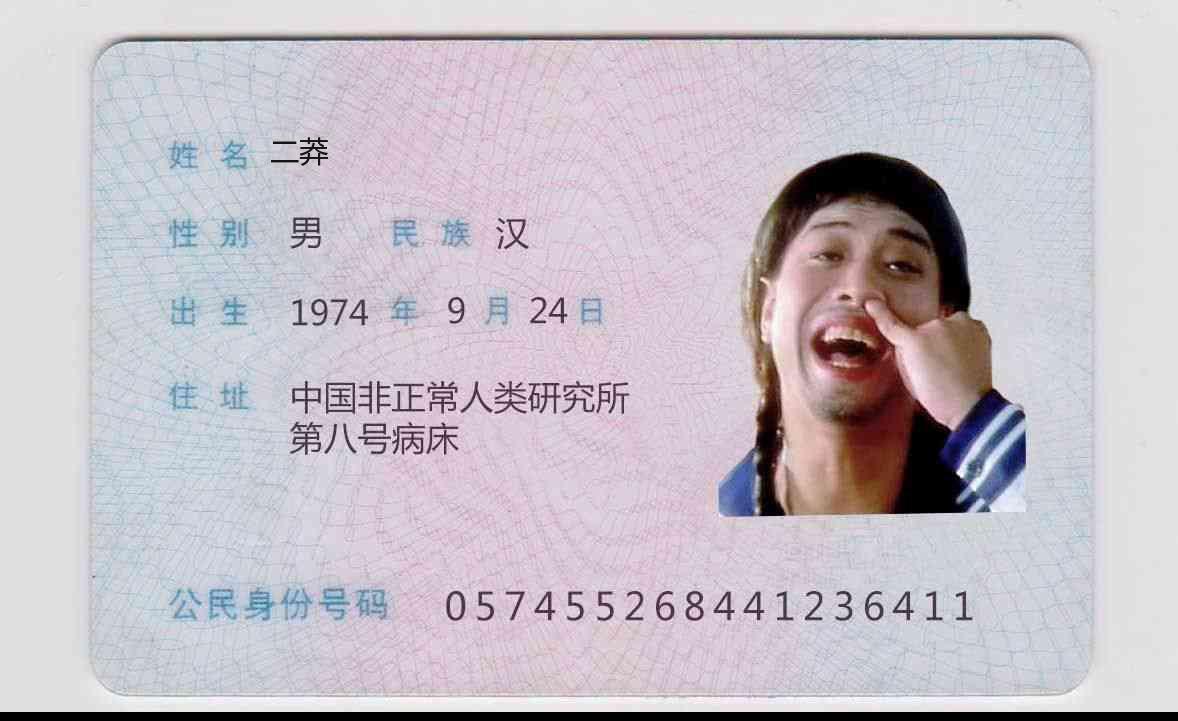 姓名 二莽
性别 男 民族 汉
出生 1974 年 9 月 24 日
住址 中国非正常人类研究所
第八号病床
公民身份号码 057455268441236411